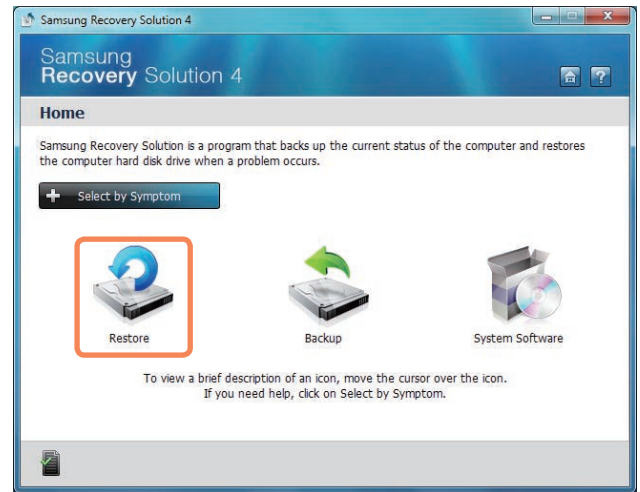 Samsung Recovery Solution 4
Samsung
Recovery Solution 4
Home
Samsung Recovery Solution is a program that backs up the current status of the computer and restores
the computer hard disk drive when a problem occurs.
Select by Symptom
Restore
Backup
System Software
To view a brief description of an icon, move the cursor over the icon.
If you need help, click on Select by Symptom.